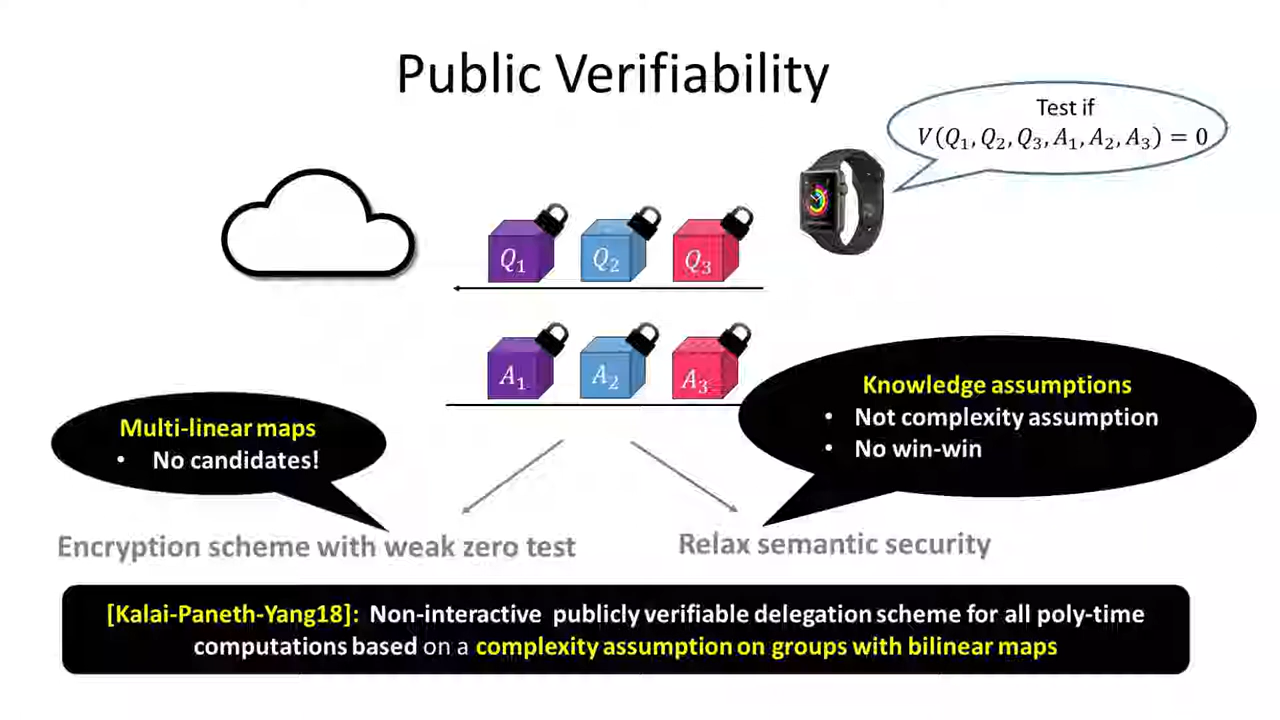 Public Verifiability
Test if
V(Q₁, Q₂, Q₃, A₁, A₂, A₃) = 0
Q₁ Q₂ Q₃
A₁ A₂ A₃
Multi-linear maps
• No candidates!
Knowledge assumptions
• Not complexity assumption
• No win-win
Encryption scheme with weak zero test
Relax semantic security
[Kalai-Paneth-Yang18]: Non-interactive publicly verifiable delegation scheme for all poly-time
computations based on a complexity assumption on groups with bilinear maps